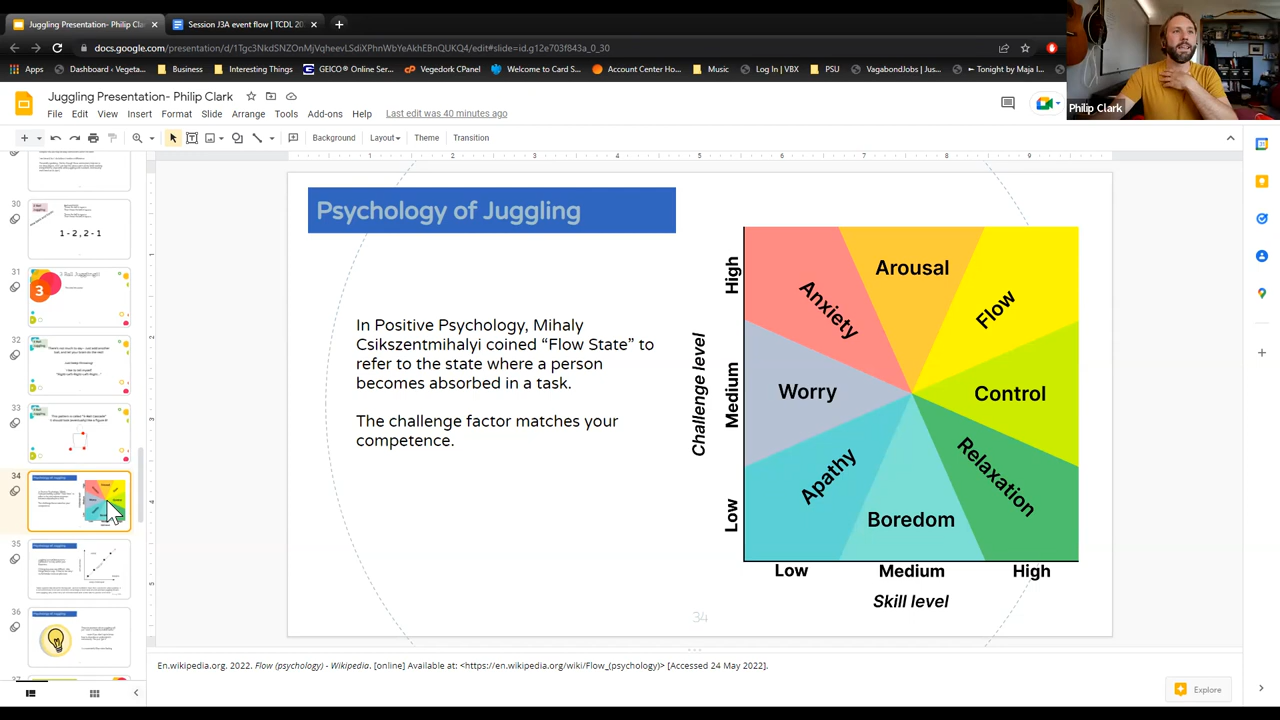 Juggling Presentation- Philip Clark
Session J3A event flow | TCDL 20
docs.google.com/presentation/d/1Tgc3NkdSNZOnMjVqheevLSdiXPhnWbYeAkhEBnQUKQ4/edit#slide=id.g12e703f843a_0_30
Apps
Dashboard ‹ Vegeta...
Business
Interesting Things
GEICO ® Service Ce...
Vegedork CPanel
Account Center Ho...
Music
Log In | VBX
PSU
VagabondJobs | Jus...
Tonight by Maja I...
Philip Clark
Juggling Presentation- Philip Clark
File Edit View Insert Format Slide Arrange Tools Add-ons Help Last edit was 40 minutes ago
Background Layout Theme Transition
30
1 - 2 , 2 - 1
31
3
32
33
34
35
36
Psychology of Jiggling
In Positive Psychology, Mihaly
Csikszentmihalyi coined “Flow State” to
refer to the state where a person
becomes absorbed in a task.
The challenge factor matches your
competence.
Challenge level
High
Medium
Low
Anxiety
Arousal
Flow
Worry
Control
Apathy
Boredom
Relaxation
Low Medium High
Skill level
34
En.wikipedia.org. 2022. Flow (psychology) - Wikipedia. [online] Available at: <https://en.wikipedia.org/wiki/Flow_(psychology)> [Accessed 24 May 2022].
Explore